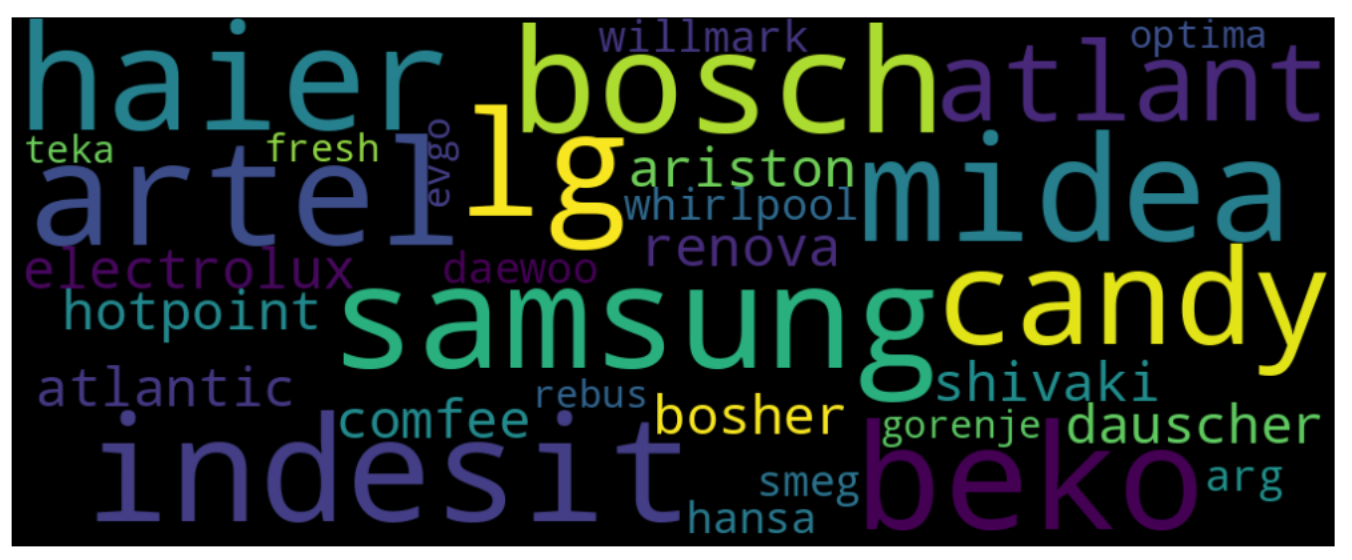 haier
bosch
willmark
atlant
optima
teka
fresh
artel
evgo
lg
ariston
whirlpool
renova
midea
electrolux
daewoo
hotpoint
samsung
candy
atlantic
comfee
rebus
bosher
shivaki
gorenje
dauscher
indesit
smeg
hansa
beko
arg